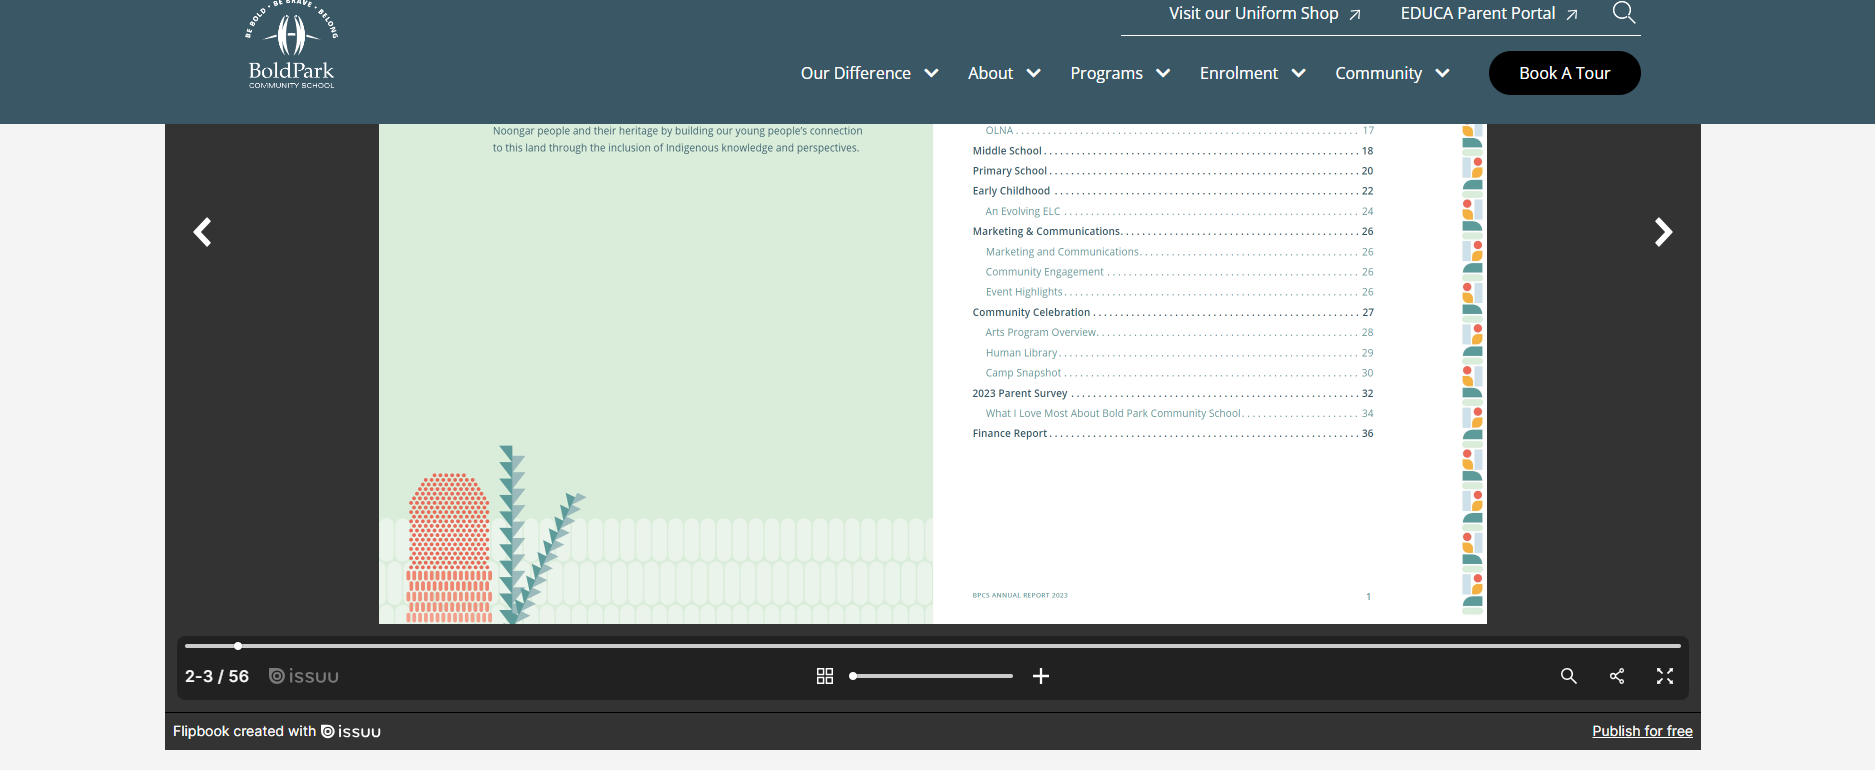 BE BOLD • BE BRAVE • BELONG
BoldPark
COMMUNITY SCHOOL
Visit our Uniform Shop
EDUCA Parent Portal
Our Difference
About
Programs
Enrolment
Community
Book A Tour
Noongar people and their heritage by building our young people's connection
to this land through the inclusion of Indigenous knowledge and perspectives.
OLNA 17
Middle School 18
Primary School 20
Early Childhood 22
An Evolving ELC 24
Marketing & Communications 26
Marketing and Communications 26
Community Engagement 26
Event Highlights 26
Community Celebration 27
Arts Program Overview 28
Human Library 29
Camp Snapshot 30
2023 Parent Survey 32
What I Love Most About Bold Park Community School 34
Finance Report 36
BPCS ANNUAL REPORT 2023 1
2-3 / 56
issuu
Flipbook created with issuu
Publish for free